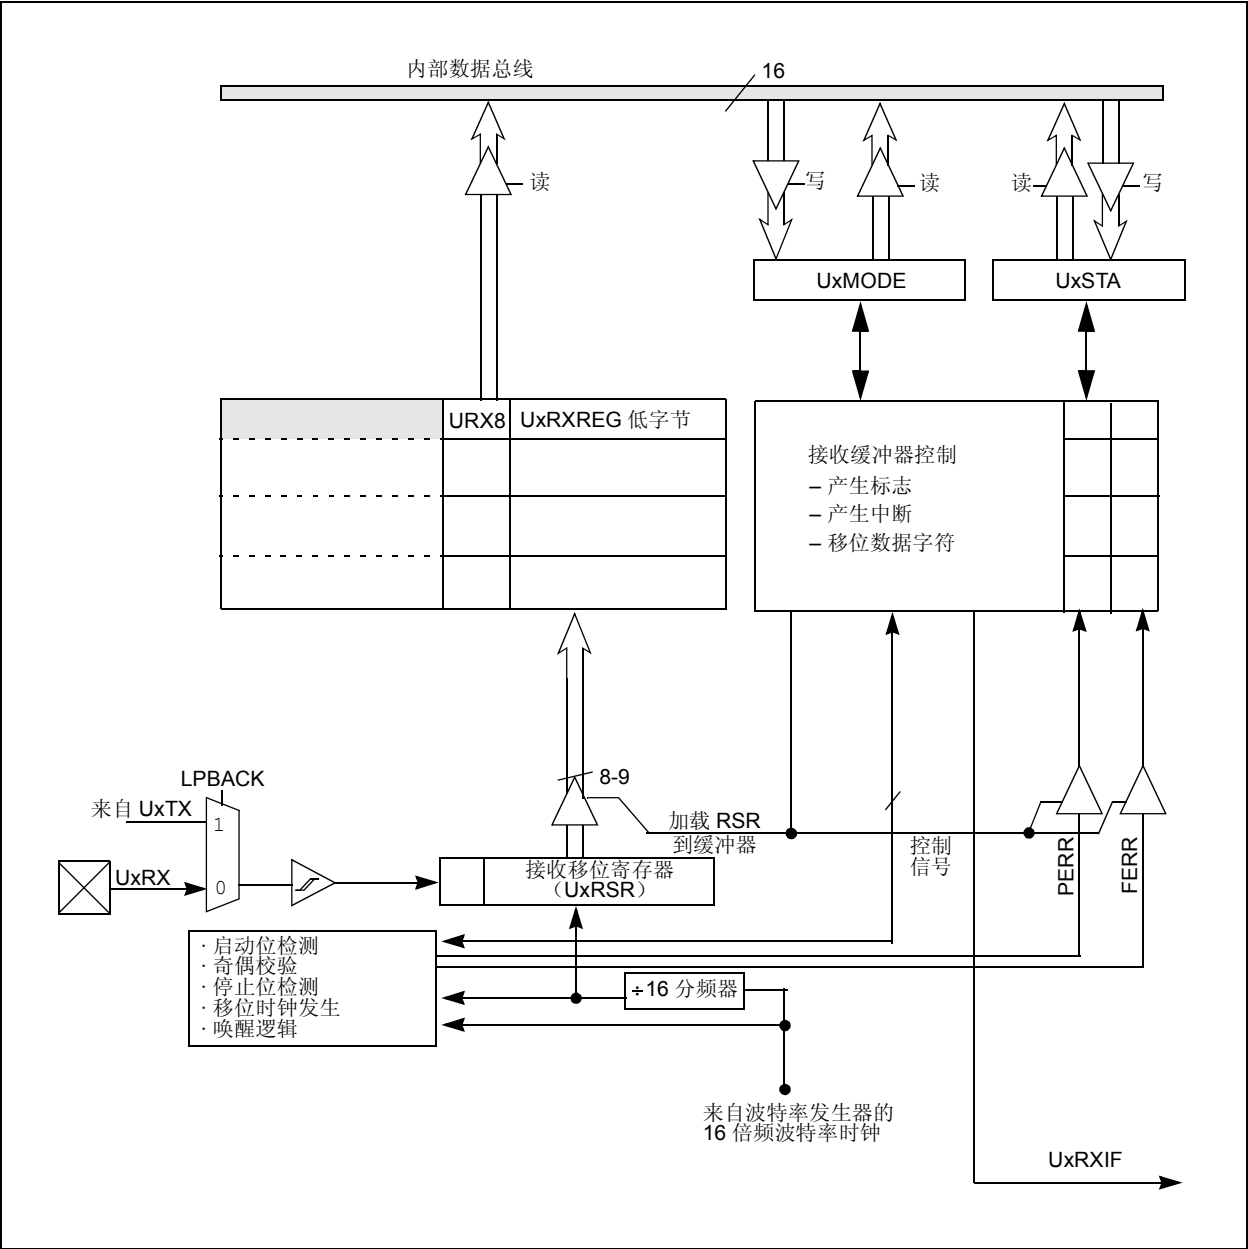 内部数据总线
16
读
写
读
读
写
UxMODE
UxSTA
URX8
UxRXREG 低字节
接收缓冲器控制
– 产生标志
– 产生中断
– 移位数据字符
LPBACK
来自 UxTX
1
8-9
加载 RSR
到缓冲器
控制
信号
PERR
FERR
UxRX
0
接收移位寄存器
（UxRSR）
· 启动位检测
· 奇偶校验
· 停止位检测
· 移位时钟发生
· 唤醒逻辑
÷16 分频器
来自波特率发生器的
16 倍频波特率时钟
UxRXIF